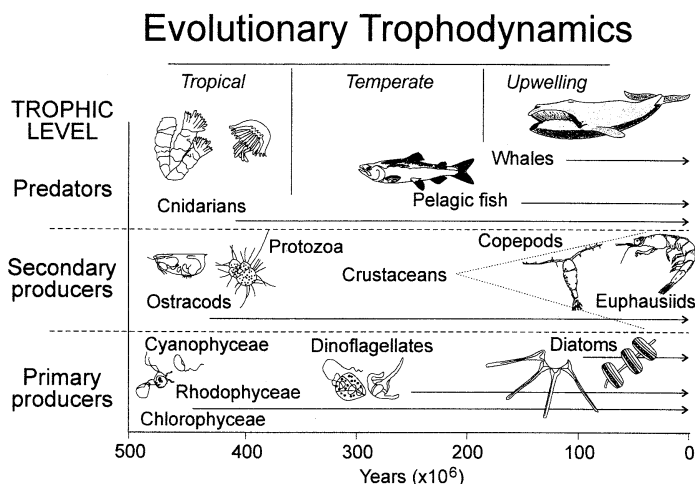 Evolutionary Trophodynamics
Tropical Temperate Upwelling
TROPHIC
LEVEL
Whales
Predators
Pelagic fish
Cnidarians
Protozoa
Copepods
Secondary
producers
Crustaceans
Ostracods
Euphausiids
Cyanophyceae
Dinoflagellates
Diatoms
Primary
producers
Rhodophyceae
Chlorophyceae
500 400 300 200 100 0
Years (x10⁶)